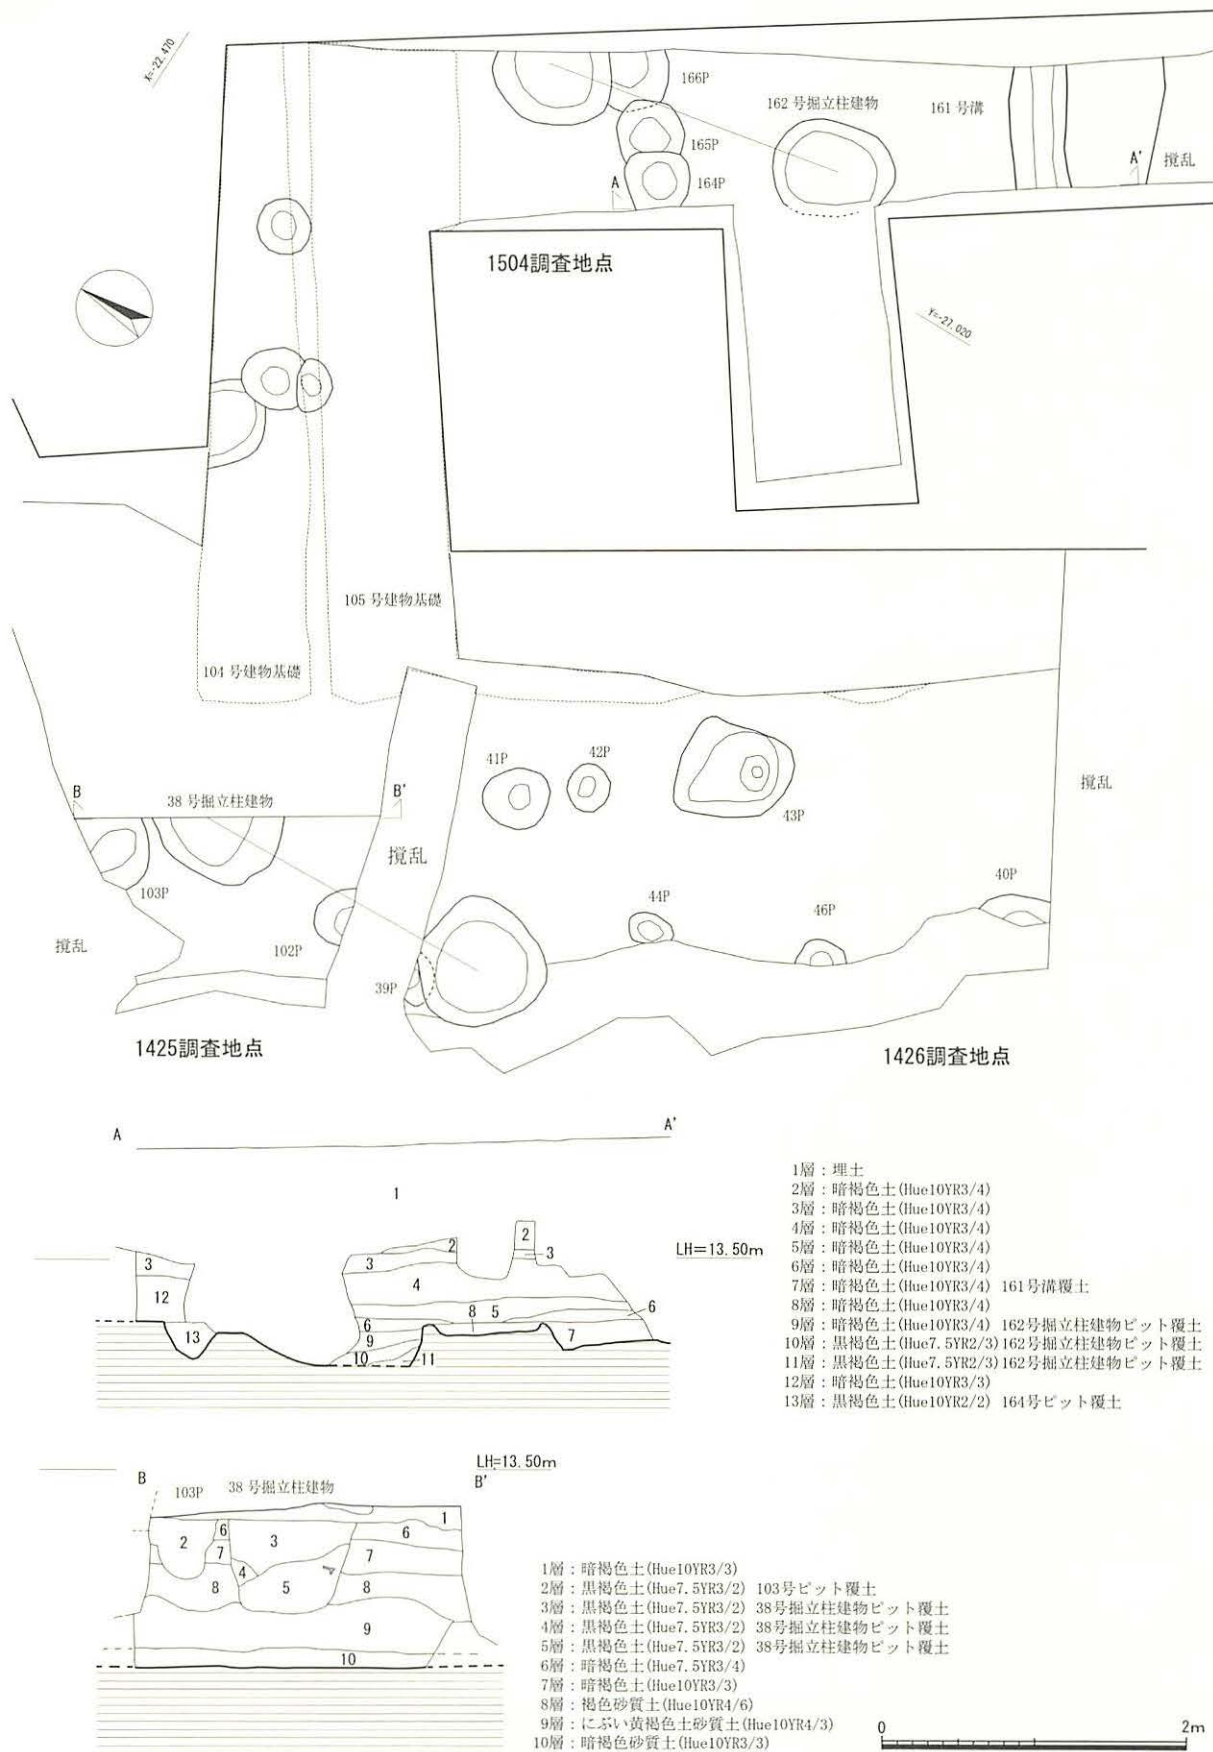 X=-22.470
166P
162号掘立柱建物
161号溝
165P
A
164P
A'
撹乱
1504調査地点
Y=-27.020
105号建物基礎
104号建物基礎
41P
42P
撹乱
B
38号掘立柱建物
B'
43P
撹乱
103P
40P
44P
46P
撹乱
102P
39P
1425調査地点
1426調査地点
A
A'
1
LH=13.50m
2
2
3
3
3
4
12
8
5
6
6
13
9
7
10
11
1層：埋土
2層：暗褐色土(Hue10YR3/4)
3層：暗褐色土(Hue10YR3/4)
4層：暗褐色土(Hue10YR3/4)
5層：暗褐色土(Hue10YR3/4)
6層：暗褐色土(Hue10YR3/4)
7層：暗褐色土(Hue10YR3/4) 161号溝覆土
8層：暗褐色土(Hue10YR3/4)
9層：暗褐色土(Hue10YR3/4) 162号掘立柱建物ピット覆土
10層：黒褐色土(Hue7.5YR2/3)162号掘立柱建物ピット覆土
11層：黒褐色土(Hue7.5YR2/3)162号掘立柱建物ピット覆土
12層：暗褐色土(Hue10YR3/3)
13層：黒褐色土(Hue10YR2/2) 164号ピット覆土
LH=13.50m
B
103P
38号掘立柱建物
B'
1
2
6
3
6
7
4
7
4
8
5
8
9
10
1層：暗褐色土(Hue10YR3/3)
2層：黒褐色土(Hue7.5YR3/2) 103号ピット覆土
3層：黒褐色土(Hue7.5YR3/2) 38号掘立柱建物ピット覆土
4層：黒褐色土(Hue7.5YR3/2) 38号掘立柱建物ピット覆土
5層：黒褐色土(Hue7.5YR3/2) 38号掘立柱建物ピット覆土
6層：暗褐色土(Hue7.5YR3/4)
7層：暗褐色土(Hue10YR3/3)
8層：褐色砂質土(Hue10YR4/6)
9層：にぶい黄褐色土砂質土(Hue10YR4/3)
10層：暗褐色砂質土(Hue10YR3/3)
0
2m